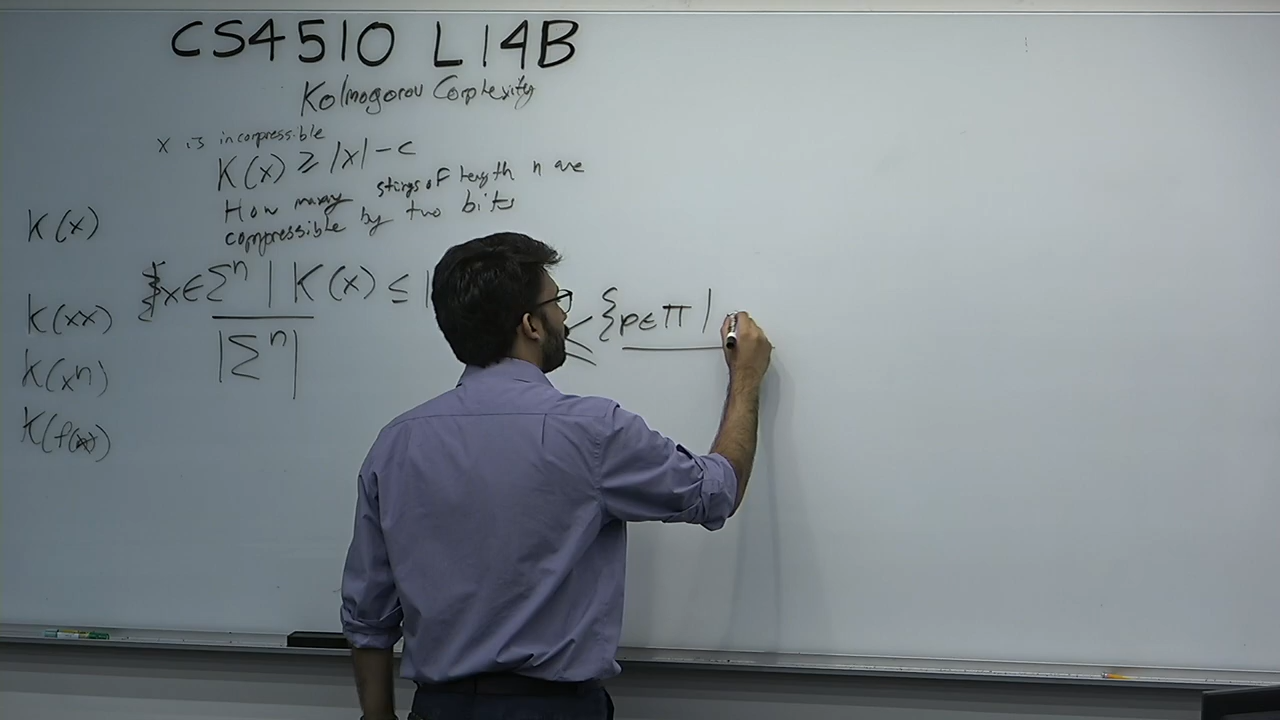 CS4510 L14B
Kolmogorov Complexity
x is incompressible
K(x) ≥ |x| - c
How many strings of length n are
compressible by two bits
K(x)
K(xx)
K(xⁿ)
K(f(x))
{x ∈ Σⁿ | K(x) ≤ |
|Σⁿ|
≤ {p ∈ Π |